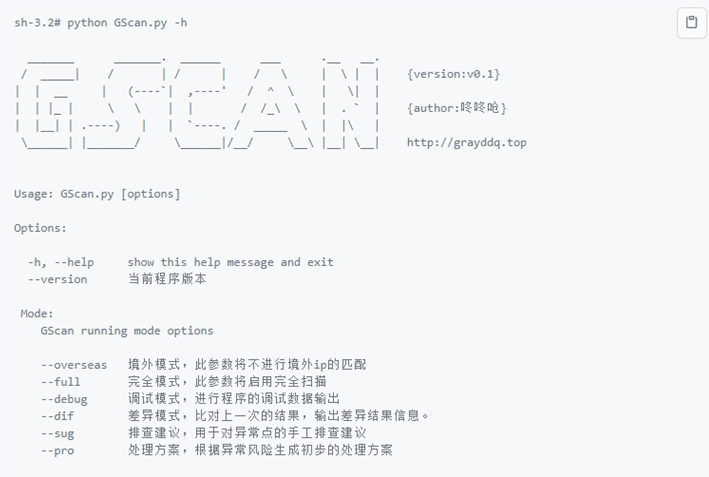 sh-3.2# python GScan.py -h
{version:v0.1}
{author:咚咚呛}
http://grayddq.top
Usage: GScan.py [options]
Options:
-h, --help show this help message and exit
--version 当前程序版本
Mode:
GScan running mode options
--overseas 境外模式，此参数将不进行境外ip的匹配
--full 完全模式，此参数将启用完全扫描
--debug 调试模式，进行程序的调试数据输出
--dif 差异模式，比对上一次的结果，输出差异结果信息。
--sug 排查建议，用于对异常点的手工排查建议
--pro 处理方案，根据异常风险生成初步的处理方案